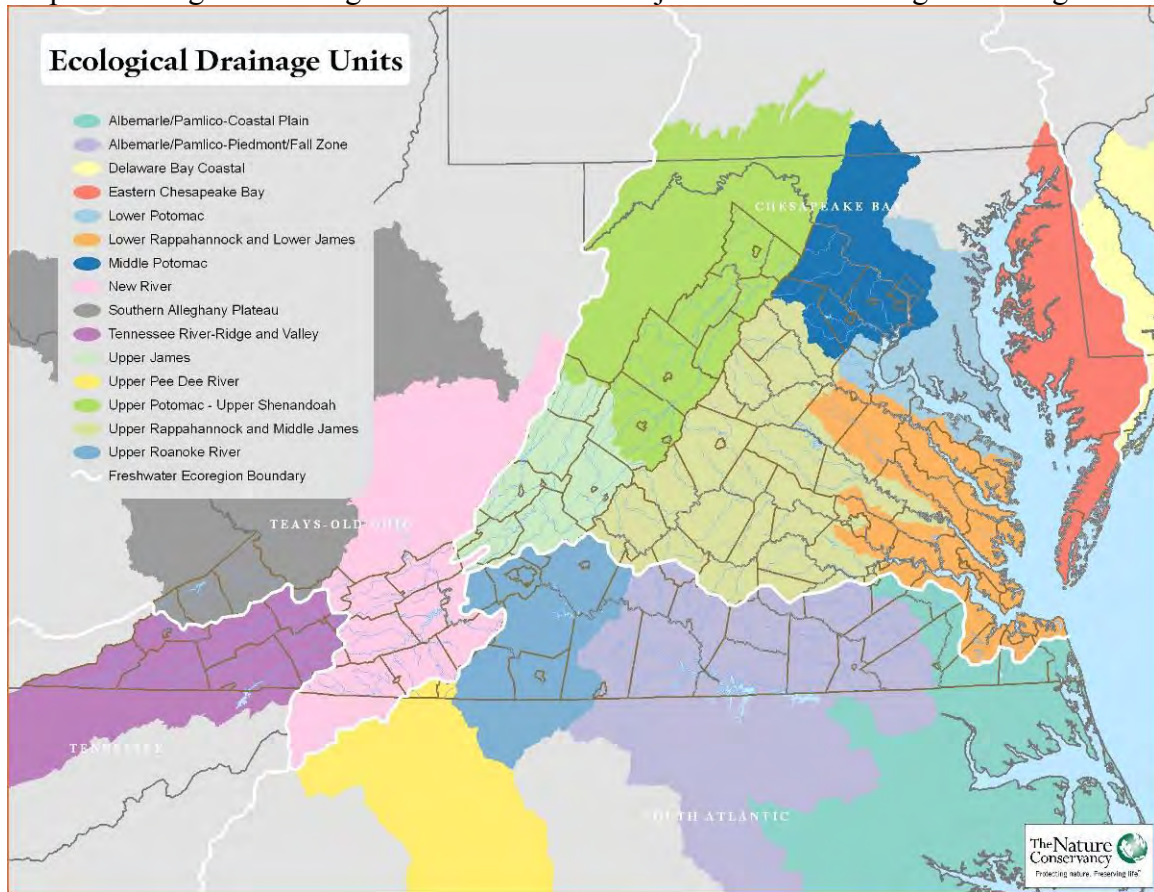 Ecological Drainage Units
Albemarle/Pamlico-Coastal Plain
Albemarle/Pamlico-Piedmont/Fall Zone
Delaware Bay Coastal
Eastern Chesapeake Bay
Lower Potomac
Lower Rappahannock and Lower James
Middle Potomac
New River
Southern Alleghany Plateau
Tennessee River-Ridge and Valley
Upper James
Upper Pee Dee River
Upper Potomac - Upper Shenandoah
Upper Rappahannock and Middle James
Upper Roanoke River
Freshwater Ecoregion Boundary
CHESAPEAKE BAY
TEAYS-OLD OHIO
TENNESSEE
SOUTH ATLANTIC
The Nature
Conservancy
Protecting nature. Preserving life™